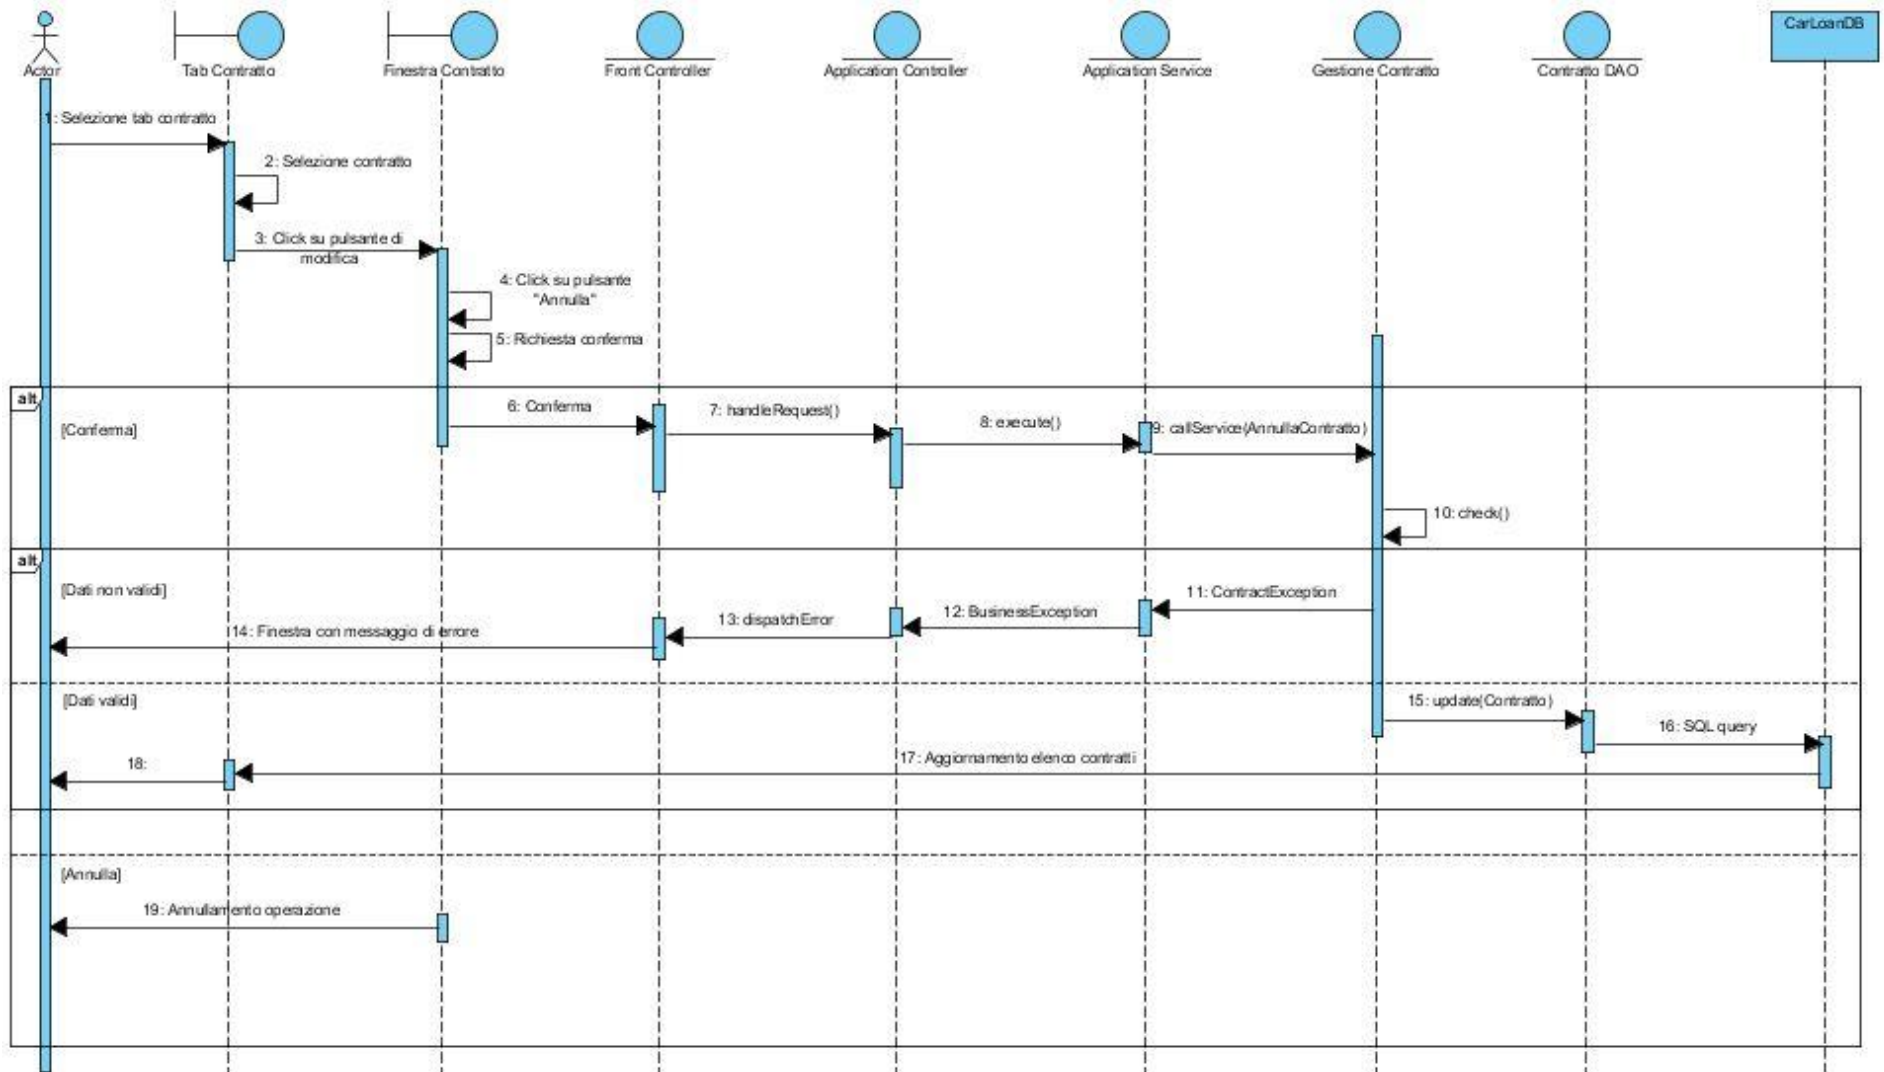 CarLoanDB
Actor
Tab Contratto
Finestra Contratto
Front Controller
Application Controller
Application Service
Gestione Contratto
Contratto DAO
1: Selezione tab contratto
2: Selezione contratto
3: Click su pulsante di
modifica
4: Click su pulsante
"Annulla"
5: Richiesta conferma
alt
[Conferma]
6: Conferma
7: handleRequest()
8: execute()
9: callService(AnnullaContratto)
10: check()
alt
[Dati non validi]
11: ContractException
12: BusinessException
13: dispatchError
14: Finestra con messaggio di errore
[Dati validi]
15: update(Contratto)
16: SQL query
17: Aggiornamento elenco contratti
18:
[Annulla]
19: Annullamento operazione